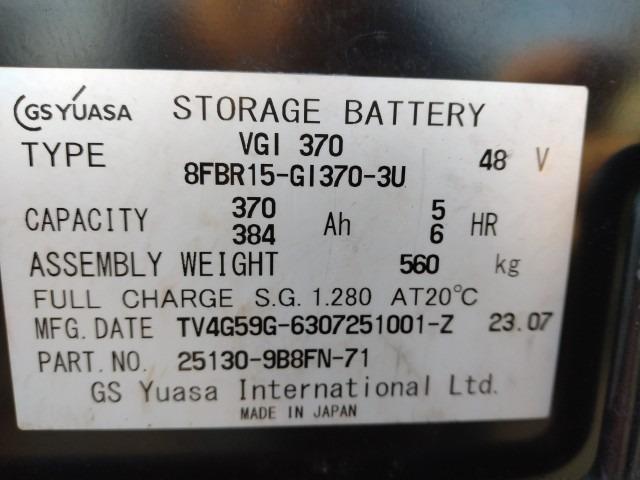 GS YUASA STORAGE BATTERY
TYPE VGI 370 48 V
8FBR15-GI370-3U
CAPACITY 370 Ah 5 HR
384 6
ASSEMBLY WEIGHT 560 kg
FULL CHARGE S.G. 1.280 AT20°C
MFG. DATE TV4G59G-6307251001-Z 23.07
PART. NO. 25130-9B8FN-71
GS Yuasa International Ltd.
MADE IN JAPAN